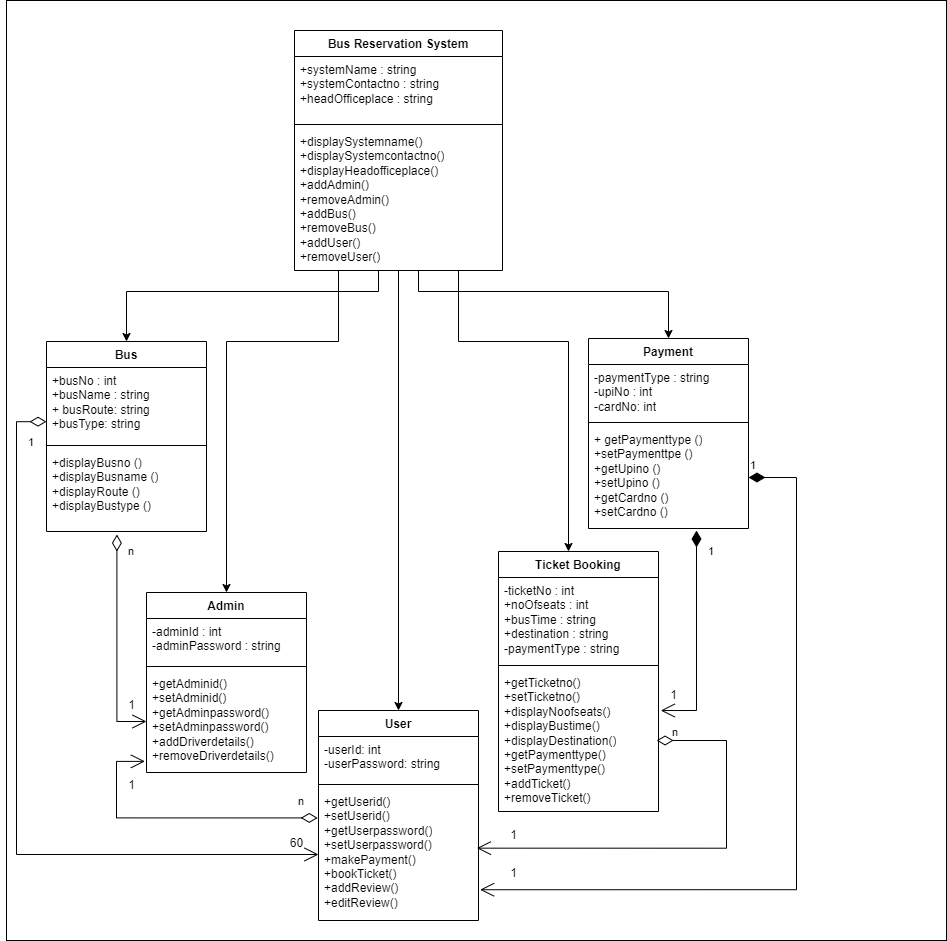 Bus Reservation System
+systemName : string
+systemContactno : string
+headOfficeplace : string
+displaySystemname()
+displaySystemcontactno()
+displayHeadofficeplace()
+addAdmin()
+removeAdmin()
+addBus()
+removeBus()
+addUser()
+removeUser()
Bus
+busNo : int
+busName : string
+ busRoute: string
+busType: string
+displayBusno ()
+displayBusname ()
+displayRoute ()
+displayBustype ()
1
n
Payment
-paymentType : string
-upiNo : int
-cardNo: int
+ getPaymenttype ()
+setPaymenttpe ()
+getUpino ()
+setUpino ()
+getCardno ()
+setCardno ()
1
1
Admin
-adminId : int
-adminPassword : string
+getAdminid()
+setAdminid()
+getAdminpassword()
+setAdminpassword()
+addDriverdetails()
+removeDriverdetails()
1
1
Ticket Booking
-ticketNo : int
+noOfseats : int
+busTime : string
+destination : string
-paymentType : string
+getTicketno()
+setTicketno()
+displayNoofseats()
+displayBustime()
+displayDestination()
+getPaymenttype()
+setPaymenttype()
+addTicket()
+removeTicket()
1
n
User
-userId: int
-userPassword: string
+getUserid()
+setUserid()
+getUserpassword()
+setUserpassword()
+makePayment()
+bookTicket()
+addReview()
+editReview()
n
60
1
1